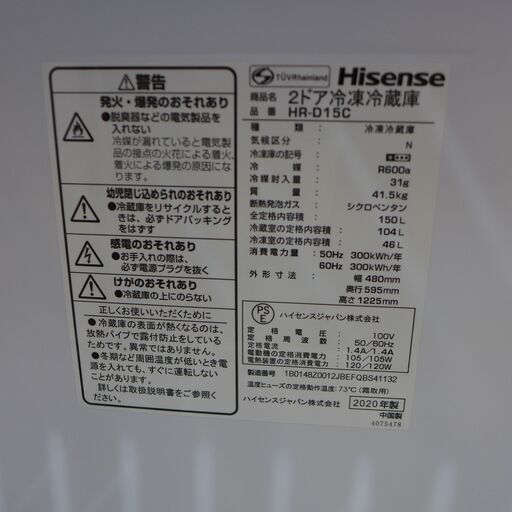 ⚠警告
発火・爆発のおそれあり
●脱臭器などの電気製品を
入れない
冷媒が漏れていると電気製
品の接点の火花による着火、
着火による爆発の原因にな
ります。
幼児閉じ込められのおそれあり
●冷蔵庫をリサイクルすると
きは、必ずドアパッキング
をはずす
感電のおそれあり
●お手入れの際は、
必ず電源プラグを抜く
けがのおそれあり
●冷蔵庫の上にのらない
正しくお使いいただくために
●冷蔵庫の表面が熱くなるのは、
放熱パイプで露付防止をしている
ためです。異常ではありません。
●冬期など周囲温度が低いとき電
源を入れても、すぐに運転しない
ことがあります。
詳しくは取扱説明書をご覧ください。
TÜVRheinland Hisense
商品名 2ドア冷凍冷蔵庫
品番 HR-D15C
種類: 冷凍冷蔵庫
気候区分: N
冷凍庫の記号:
冷媒: R600a
冷媒封入量: 31g
質量: 41.5kg
断熱発泡ガス: シクロペンタン
全定格内容積: 150L
冷蔵室の定格内容積: 104L
冷凍室の定格内容積: 46L
消費電力量: 50Hz 300kWh/年
60Hz 300kWh/年
外形寸法: 幅 480mm
奥行 595mm
高さ 1225mm
PSE ハイセンスジャパン株式会社
定格電圧: 100V
定格周波数: 50/60Hz
定格電流: 1.4A/1.4A
電動機の定格消費電力: 105/105W
電熱装置の定格消費電力: 120/120W
製造番号: 1B0148Z0012JBEFQBS41132
温度ヒューズの定格動作温度: 73℃(霜取用)
ハイセンスジャパン株式会社 2020年製
中国製
4075478